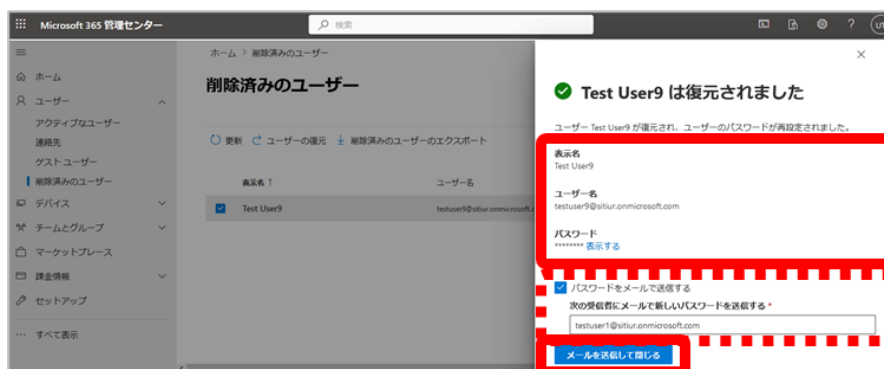 Microsoft 365 管理センター
検索
ホーム
ユーザー
アクティブなユーザー
連絡先
ゲスト ユーザー
削除済みのユーザー
デバイス
チームとグループ
マーケットプレース
課金情報
セットアップ
すべて表示
ホーム > 削除済みのユーザー
削除済みのユーザー
更新 ユーザーの復元 削除済みのユーザーのエクスポート
表示名 ↑ ユーザー名
Test User9 testuser9@sitiur.onmicrosoft.c
Test User9 は復元されました
ユーザー Test User9 が復元され、ユーザーのパスワードが再設定されました。
表示名
Test User9
ユーザー名
testuser9@sitiur.onmicrosoft.com
パスワード
******** 表示する
パスワードをメールで送信する
次の受信者にメールで新しいパスワードを送信する *
testuser1@sitiur.onmicrosoft.com
メールを送信して閉じる